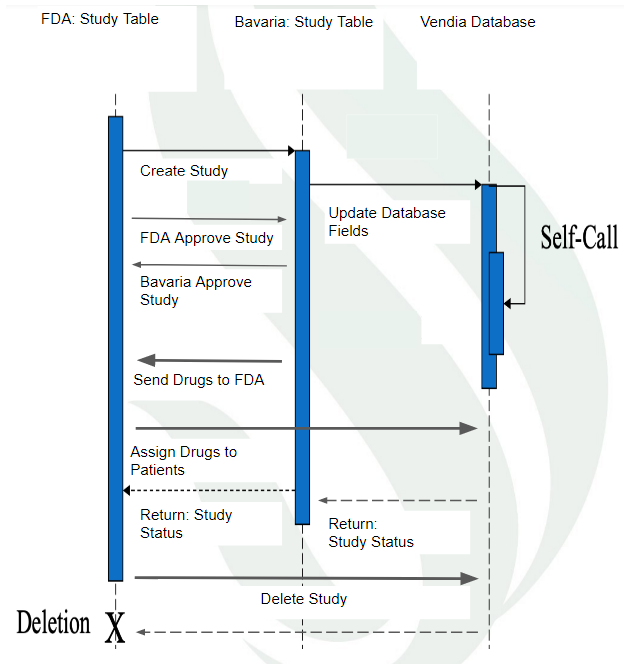 FDA: Study Table
Bavaria: Study Table
Vendia Database
Create Study
Update Database
Fields
Self-Call
FDA Approve Study
Bavaria Approve
Study
Send Drugs to FDA
Assign Drugs to
Patients
Return: Study
Status
Return:
Study Status
Delete Study
Deletion X